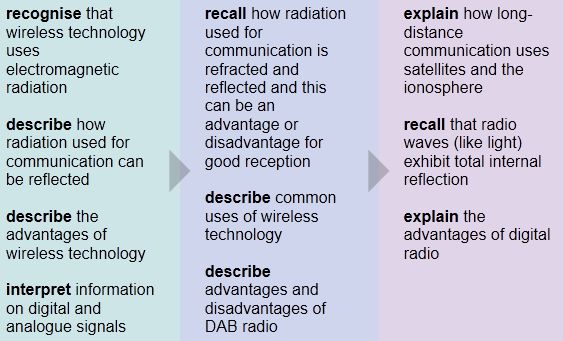 recognise that
wireless technology
uses
electromagnetic
radiation
describe how
radiation used for
communication can
be reflected
describe the
advantages of
wireless technology
interpret information
on digital and
analogue signals
recall how radiation
used for
communication is
refracted and
reflected and this
can be an
advantage or
disadvantage for
good reception
describe common
uses of wireless
technology
describe
advantages and
disadvantages of
DAB radio
explain how long-
distance
communication uses
satellites and the
ionosphere
recall that radio
waves (like light)
exhibit total internal
reflection
explain the
advantages of digital
radio